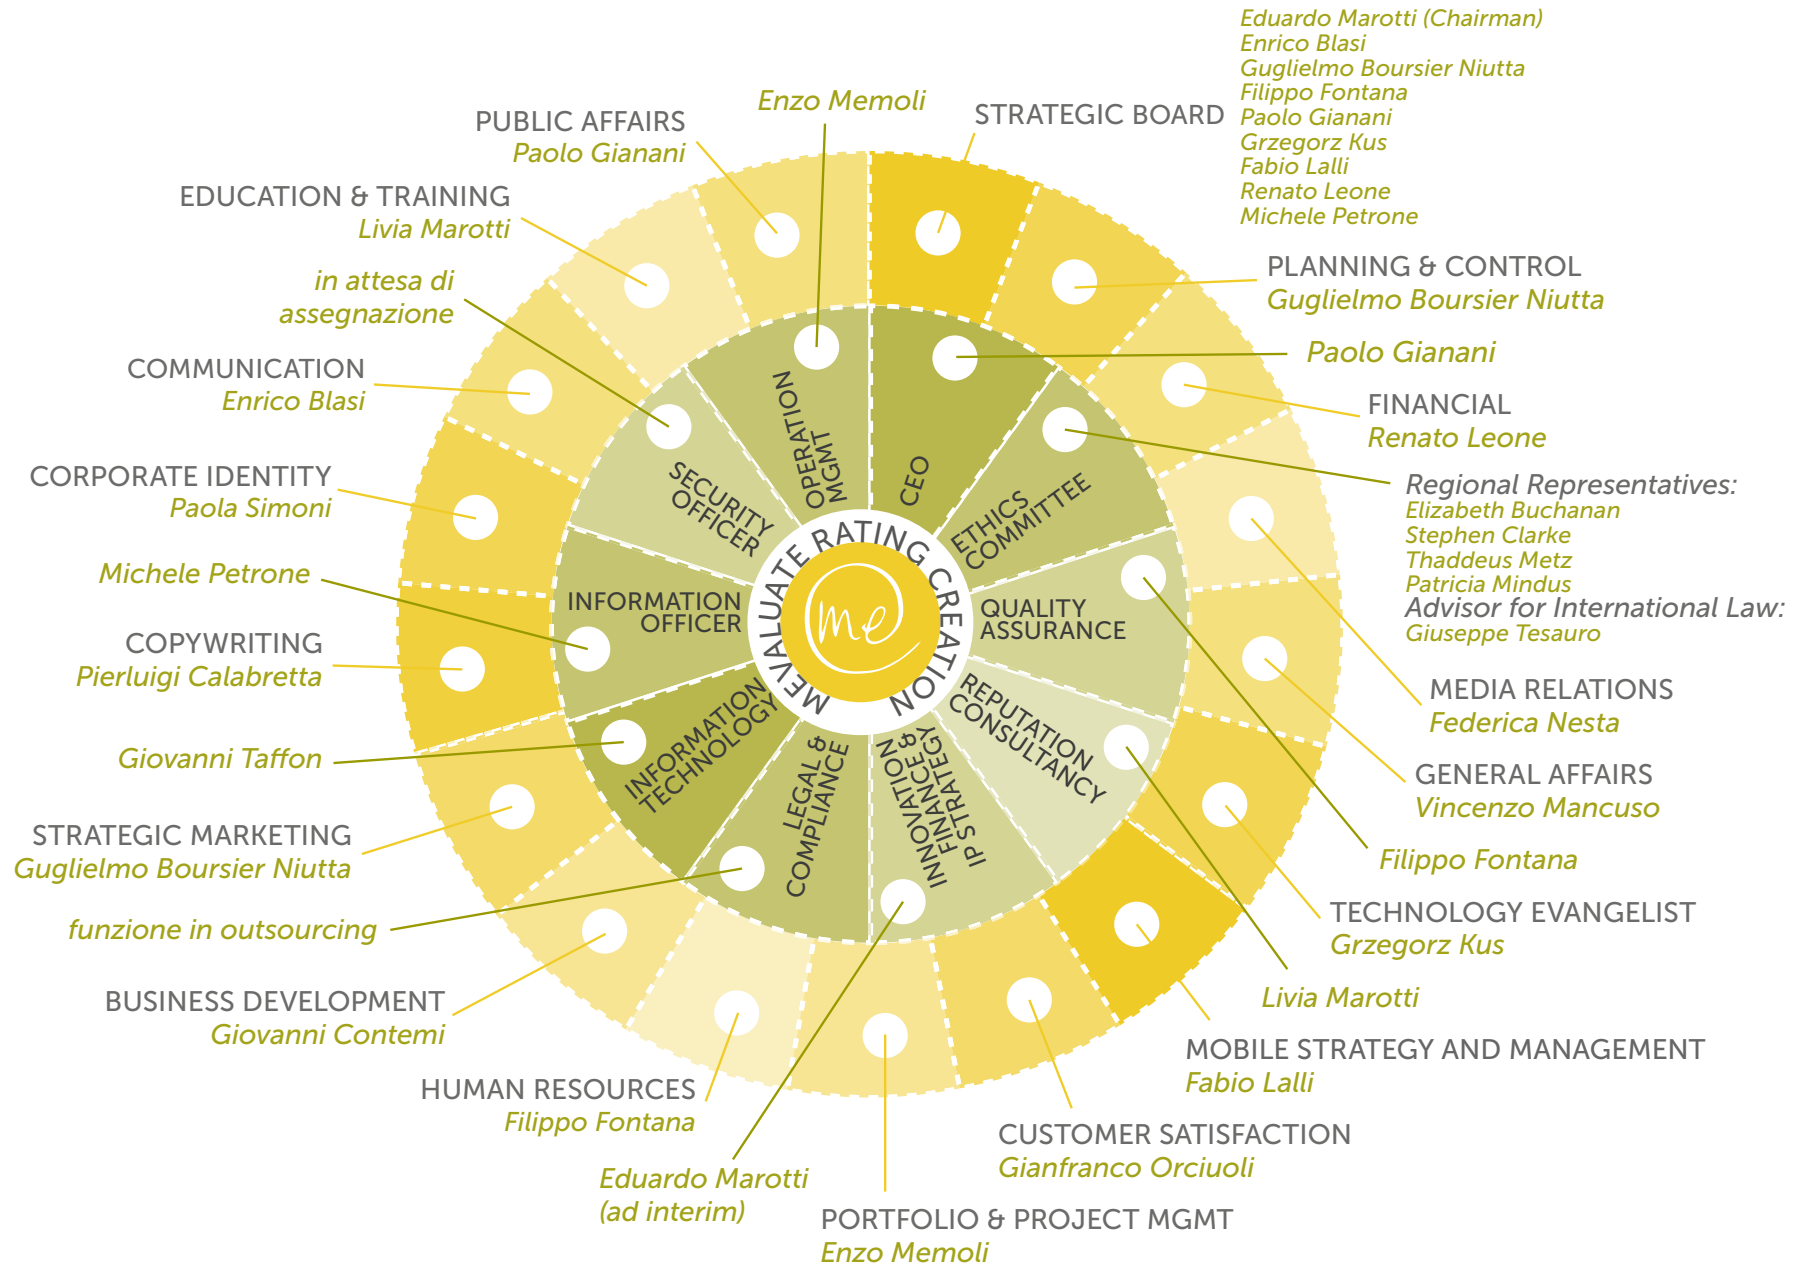 STRATEGIC BOARD
Eduardo Marotti (Chairman)
Enrico Blasi
Guglielmo Boursier Niutta
Filippo Fontana
Paolo Gianani
Grzegorz Kus
Fabio Lalli
Renato Leone
Michele Petrone
PLANNING & CONTROL
Guglielmo Boursier Niutta
Paolo Gianani
FINANCIAL
Renato Leone
Regional Representatives:
Elizabeth Buchanan
Stephen Clarke
Thaddeus Metz
Patricia Mindus
Advisor for International Law:
Giuseppe Tesauro
MEDIA RELATIONS
Federica Nesta
GENERAL AFFAIRS
Vincenzo Mancuso
Filippo Fontana
TECHNOLOGY EVANGELIST
Grzegorz Kus
Livia Marotti
MOBILE STRATEGY AND MANAGEMENT
Fabio Lalli
CUSTOMER SATISFACTION
Gianfranco Orciuoli
PORTFOLIO & PROJECT MGMT
Enzo Memoli
Eduardo Marotti
(ad interim)
HUMAN RESOURCES
Filippo Fontana
BUSINESS DEVELOPMENT
Giovanni Contemi
funzione in outsourcing
STRATEGIC MARKETING
Guglielmo Boursier Niutta
Giovanni Taffon
COPYWRITING
Pierluigi Calabretta
Michele Petrone
CORPORATE IDENTITY
Paola Simoni
COMMUNICATION
Enrico Blasi
in attesa di
assegnazione
EDUCATION & TRAINING
Livia Marotti
PUBLIC AFFAIRS
Paolo Gianani
Enzo Memoli
CEO
ETHICS
COMMITTEE
QUALITY
ASSURANCE
REPUTATION
CONSULTANCY
INNOVATION
FINANCE &
IP STRATEGY
LEGAL &
COMPLIANCE
INFORMATION
TECHNOLOGY
INFORMATION
OFFICER
SECURITY
OFFICER
OPERATION
MGMT
MEVALUATE RATING CREATION
me